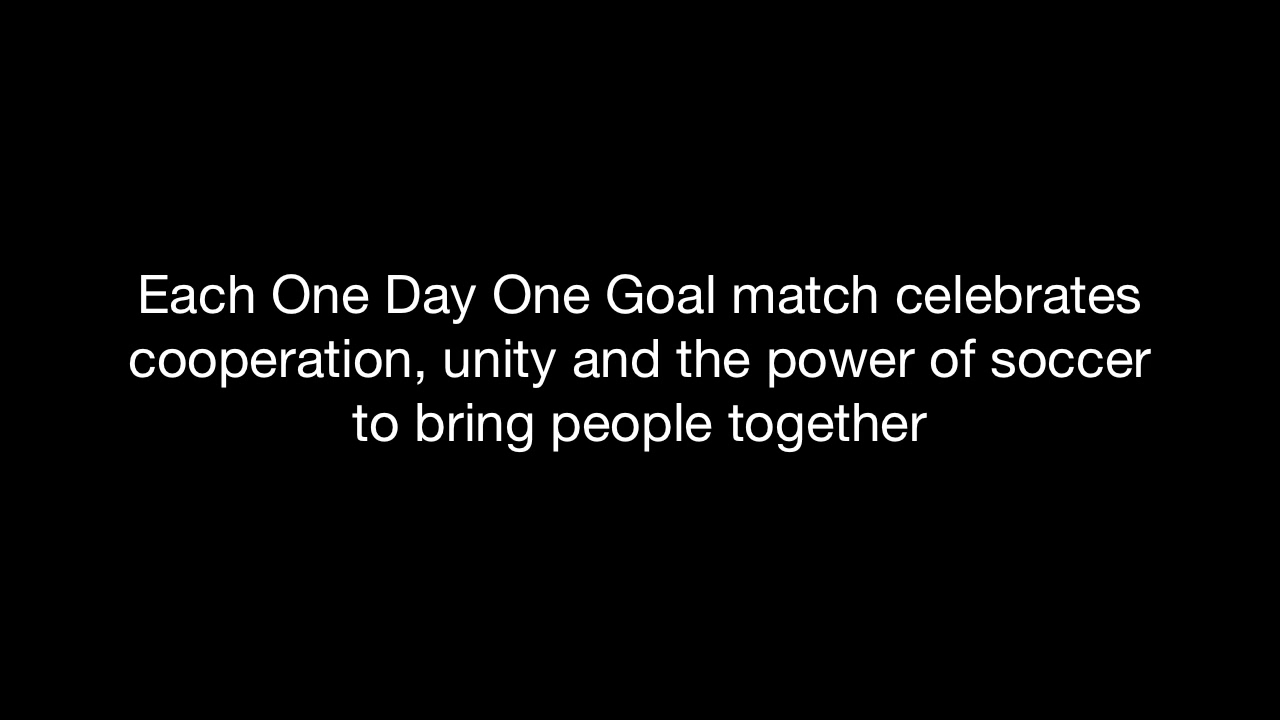 Each One Day One Goal match celebrates
cooperation, unity and the power of soccer
to bring people together